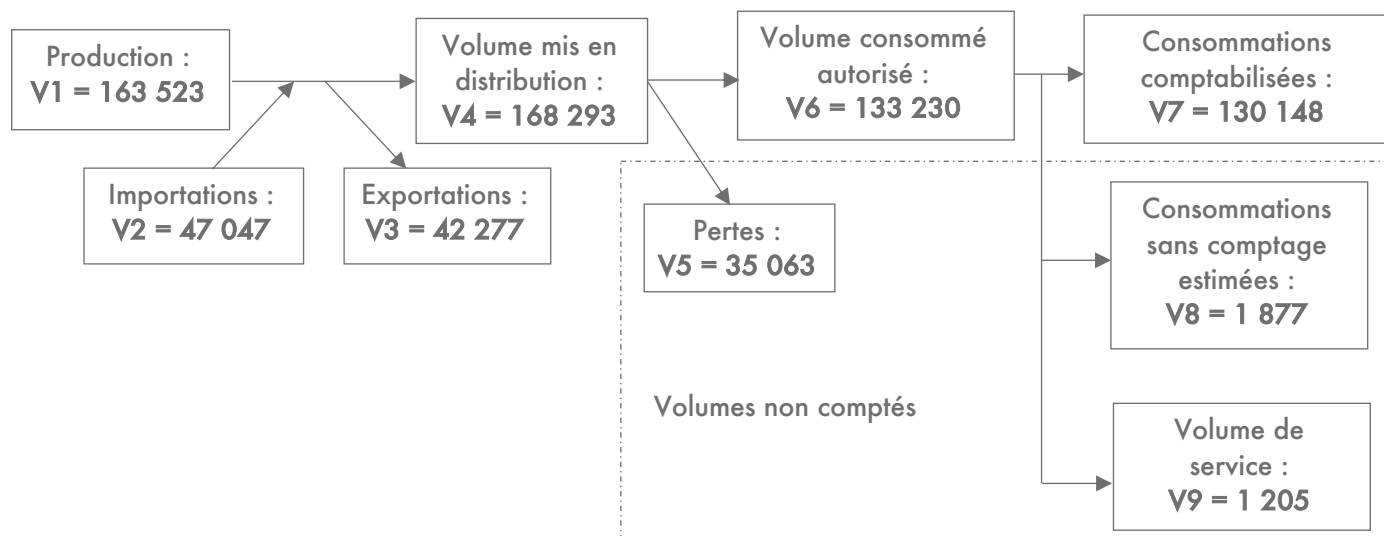 Production :
V1 = 163 523
Volume mis en
distribution :
V4 = 168 293
Volume consommé
autorisé :
V6 = 133 230
Consommations
comptabilisées :
V7 = 130 148
Importations :
V2 = 47 047
Exportations :
V3 = 42 277
Pertes :
V5 = 35 063
Consommations
sans comptage
estimées :
V8 = 1 877
Volumes non comptés
Volume de
service :
V9 = 1 205